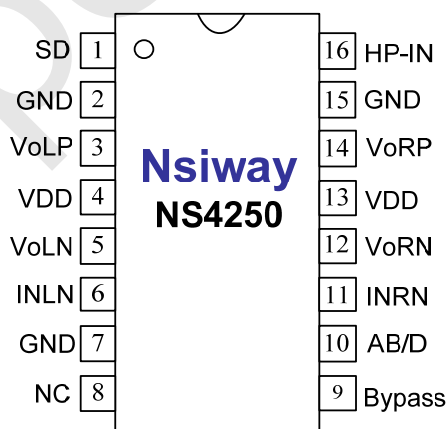 SD 1 16 HP-IN
GND 2 15 GND
VoLP 3 14 VoRP
Nsiway
VDD 4 13 VDD
NS4250
VoLN 5 12 VoRN
INLN 6 11 INRN
GND 7 10 AB/D
NC 8 9 Bypass